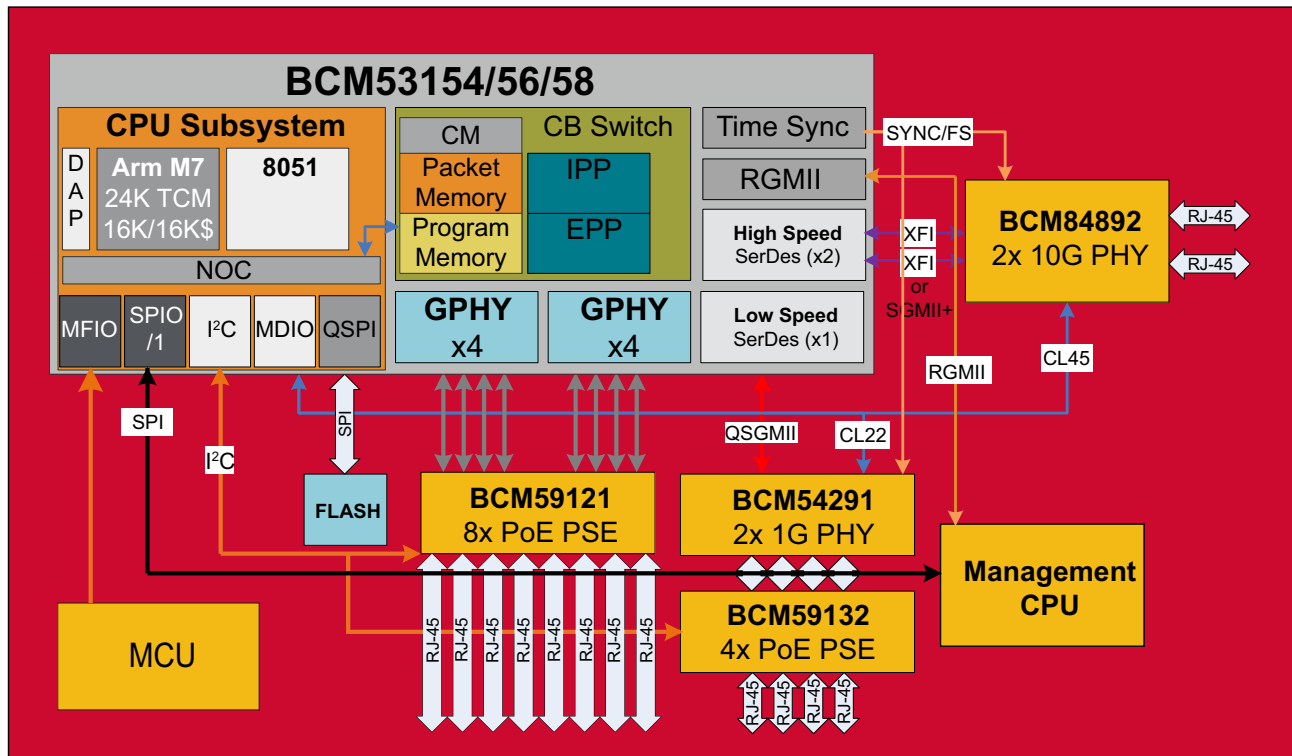 BCM53154/56/58
CPU Subsystem
D
A
P
Arm M7
24K TCM
16K/16K$
8051
NOC
MFIO
SPIO
/1
I²C
MDIO
QSPI
CM
Packet
Memory
Program
Memory
CB Switch
IPP
EPP
GPHY
x4
GPHY
x4
Time Sync
RGMII
High Speed
SerDes (x2)
Low Speed
SerDes (x1)
SYNC/FS
XFI
XFI
or
SGMII+
BCM84892
2x 10G PHY
RJ-45
RJ-45
RGMII
CL45
SPI
I²C
SPI
QSGMII
CL22
FLASH
BCM59121
8x PoE PSE
BCM54291
2x 1G PHY
Management
CPU
BCM59132
4x PoE PSE
MCU
RJ-45
RJ-45
RJ-45
RJ-45
RJ-45
RJ-45
RJ-45
RJ-45
RJ-45
RJ-45
RJ-45
RJ-45